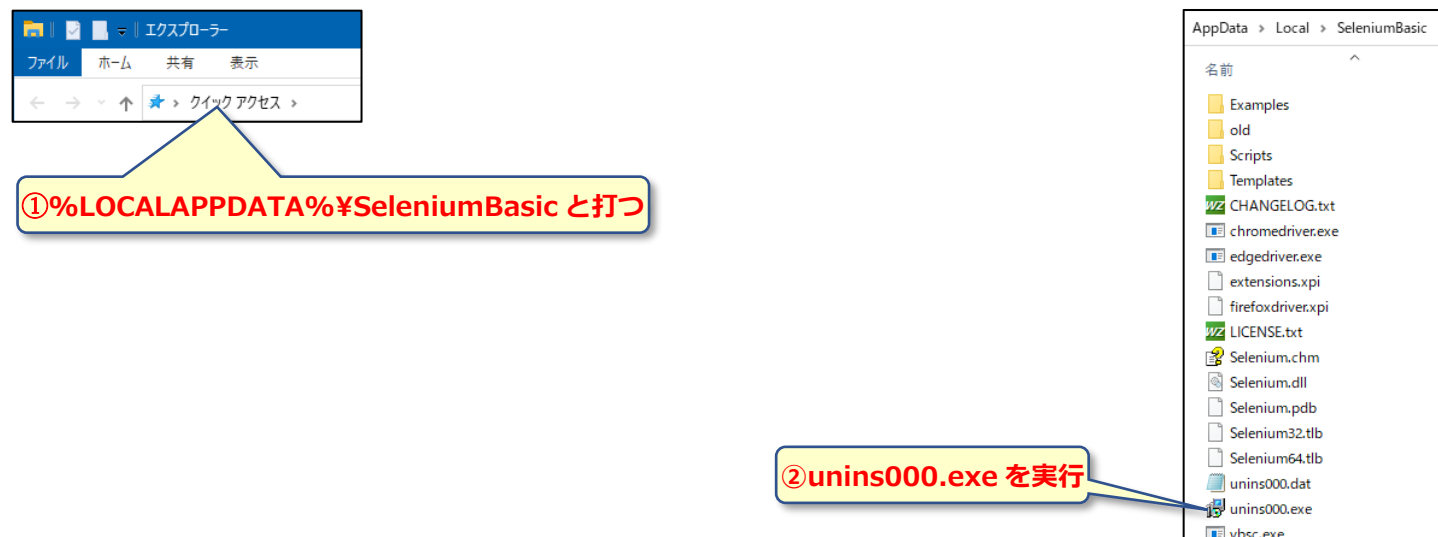 エクスプローラー
ファイル ホーム 共有 表示
クイック アクセス
①%LOCALAPPDATA%¥SeleniumBasic と打つ
AppData > Local > SeleniumBasic
名前
Examples
old
Scripts
Templates
CHANGELOG.txt
chromedriver.exe
edgedriver.exe
extensions.xpi
firefoxdriver.xpi
LICENSE.txt
Selenium.chm
Selenium.dll
Selenium.pdb
Selenium32.tlb
Selenium64.tlb
②unins000.exe を実行
unins000.dat
unins000.exe
vbsc.exe